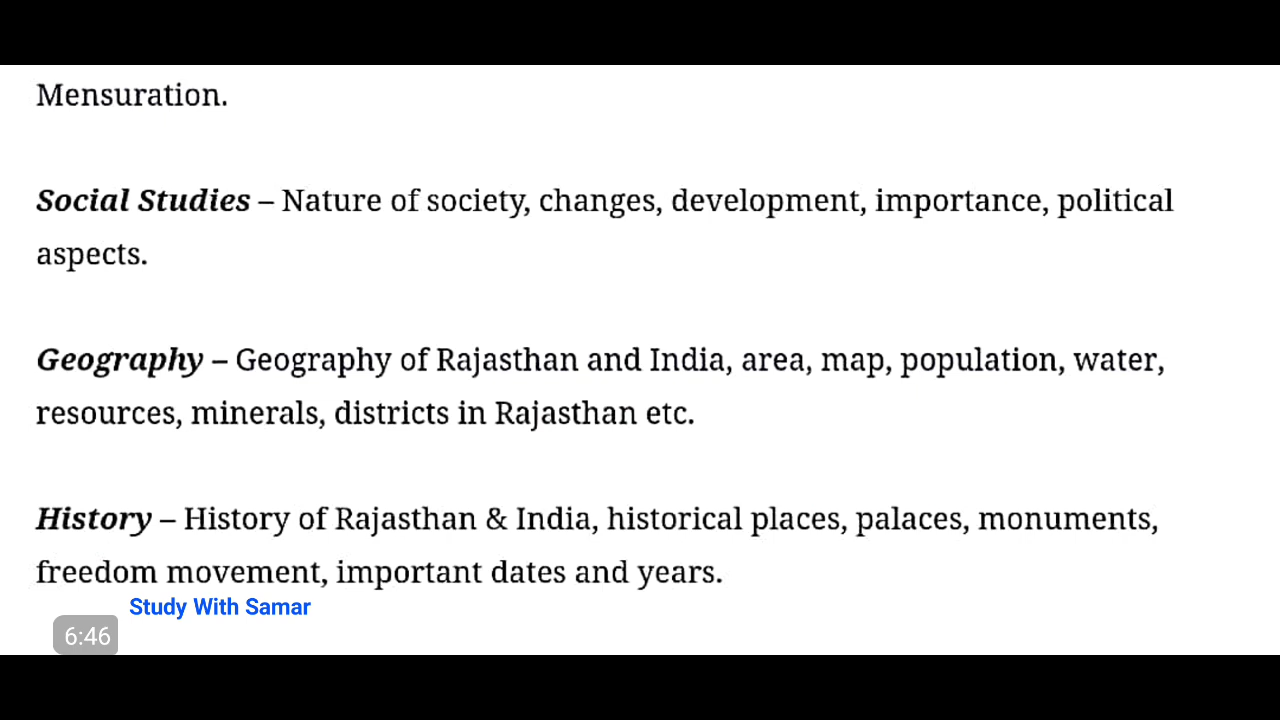 Mensuration.
Social Studies – Nature of society, changes, development, importance, political
aspects.
Geography – Geography of Rajasthan and India, area, map, population, water,
resources, minerals, districts in Rajasthan etc.
History – History of Rajasthan & India, historical places, palaces, monuments,
freedom movement, important dates and years.
Study With Samar
6:46